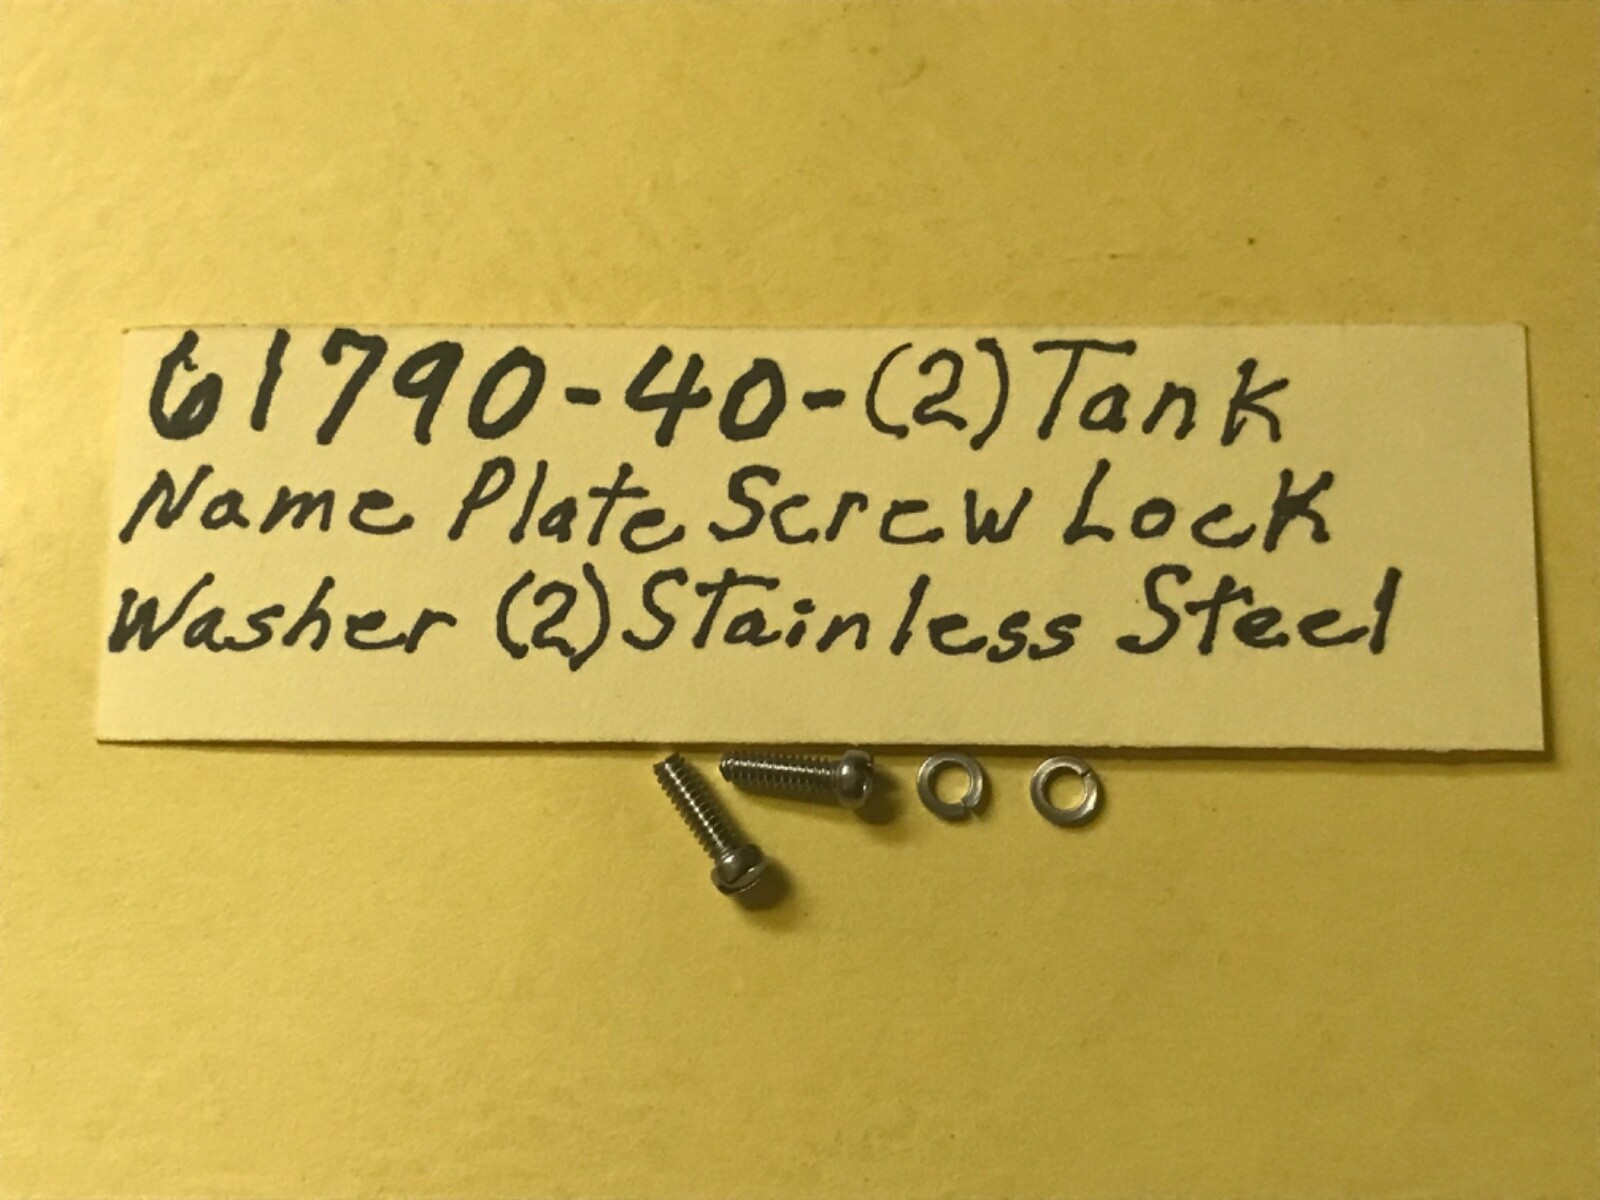 61790-40-(2) Tank
Name Plate Screw Lock
Washer (2) Stainless Steel